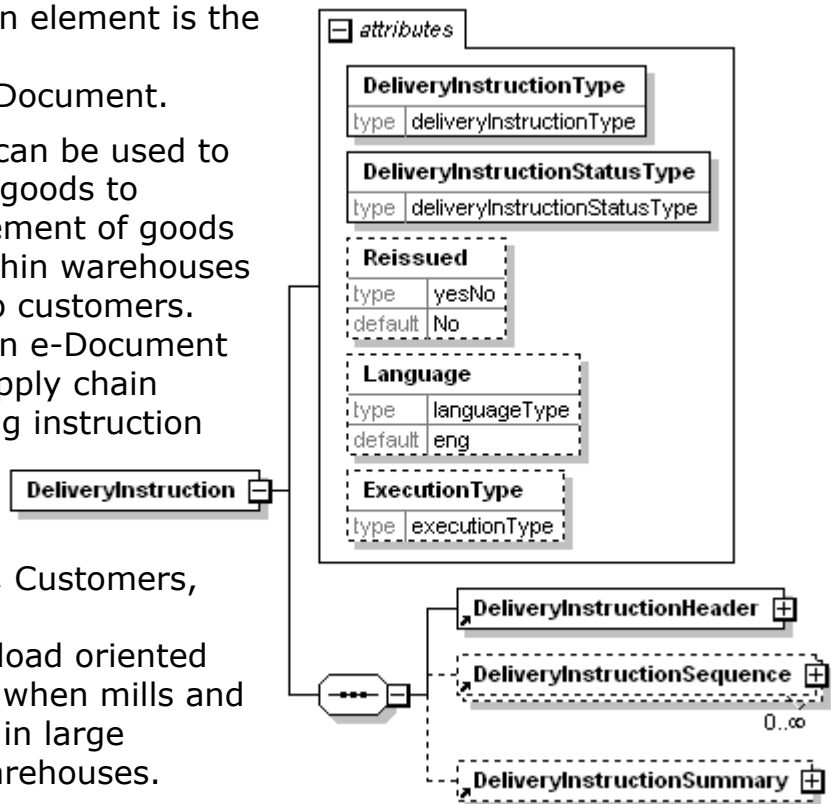 n element is the
Document.
can be used to
goods to
ement of goods
hin warehouses
o customers.
n e-Document
pply chain
g instruction
, Customers,
load oriented
when mills and
in large
arehouses.
attributes
DeliveryInstructionType
type deliveryInstructionType
DeliveryInstructionStatusType
type deliveryInstructionStatusType
Reissued
type yesNo
default No
Language
type languageType
default eng
ExecutionType
type executionType
DeliveryInstruction
DeliveryInstructionHeader
DeliveryInstructionSequence
0..∞
DeliveryInstructionSummary